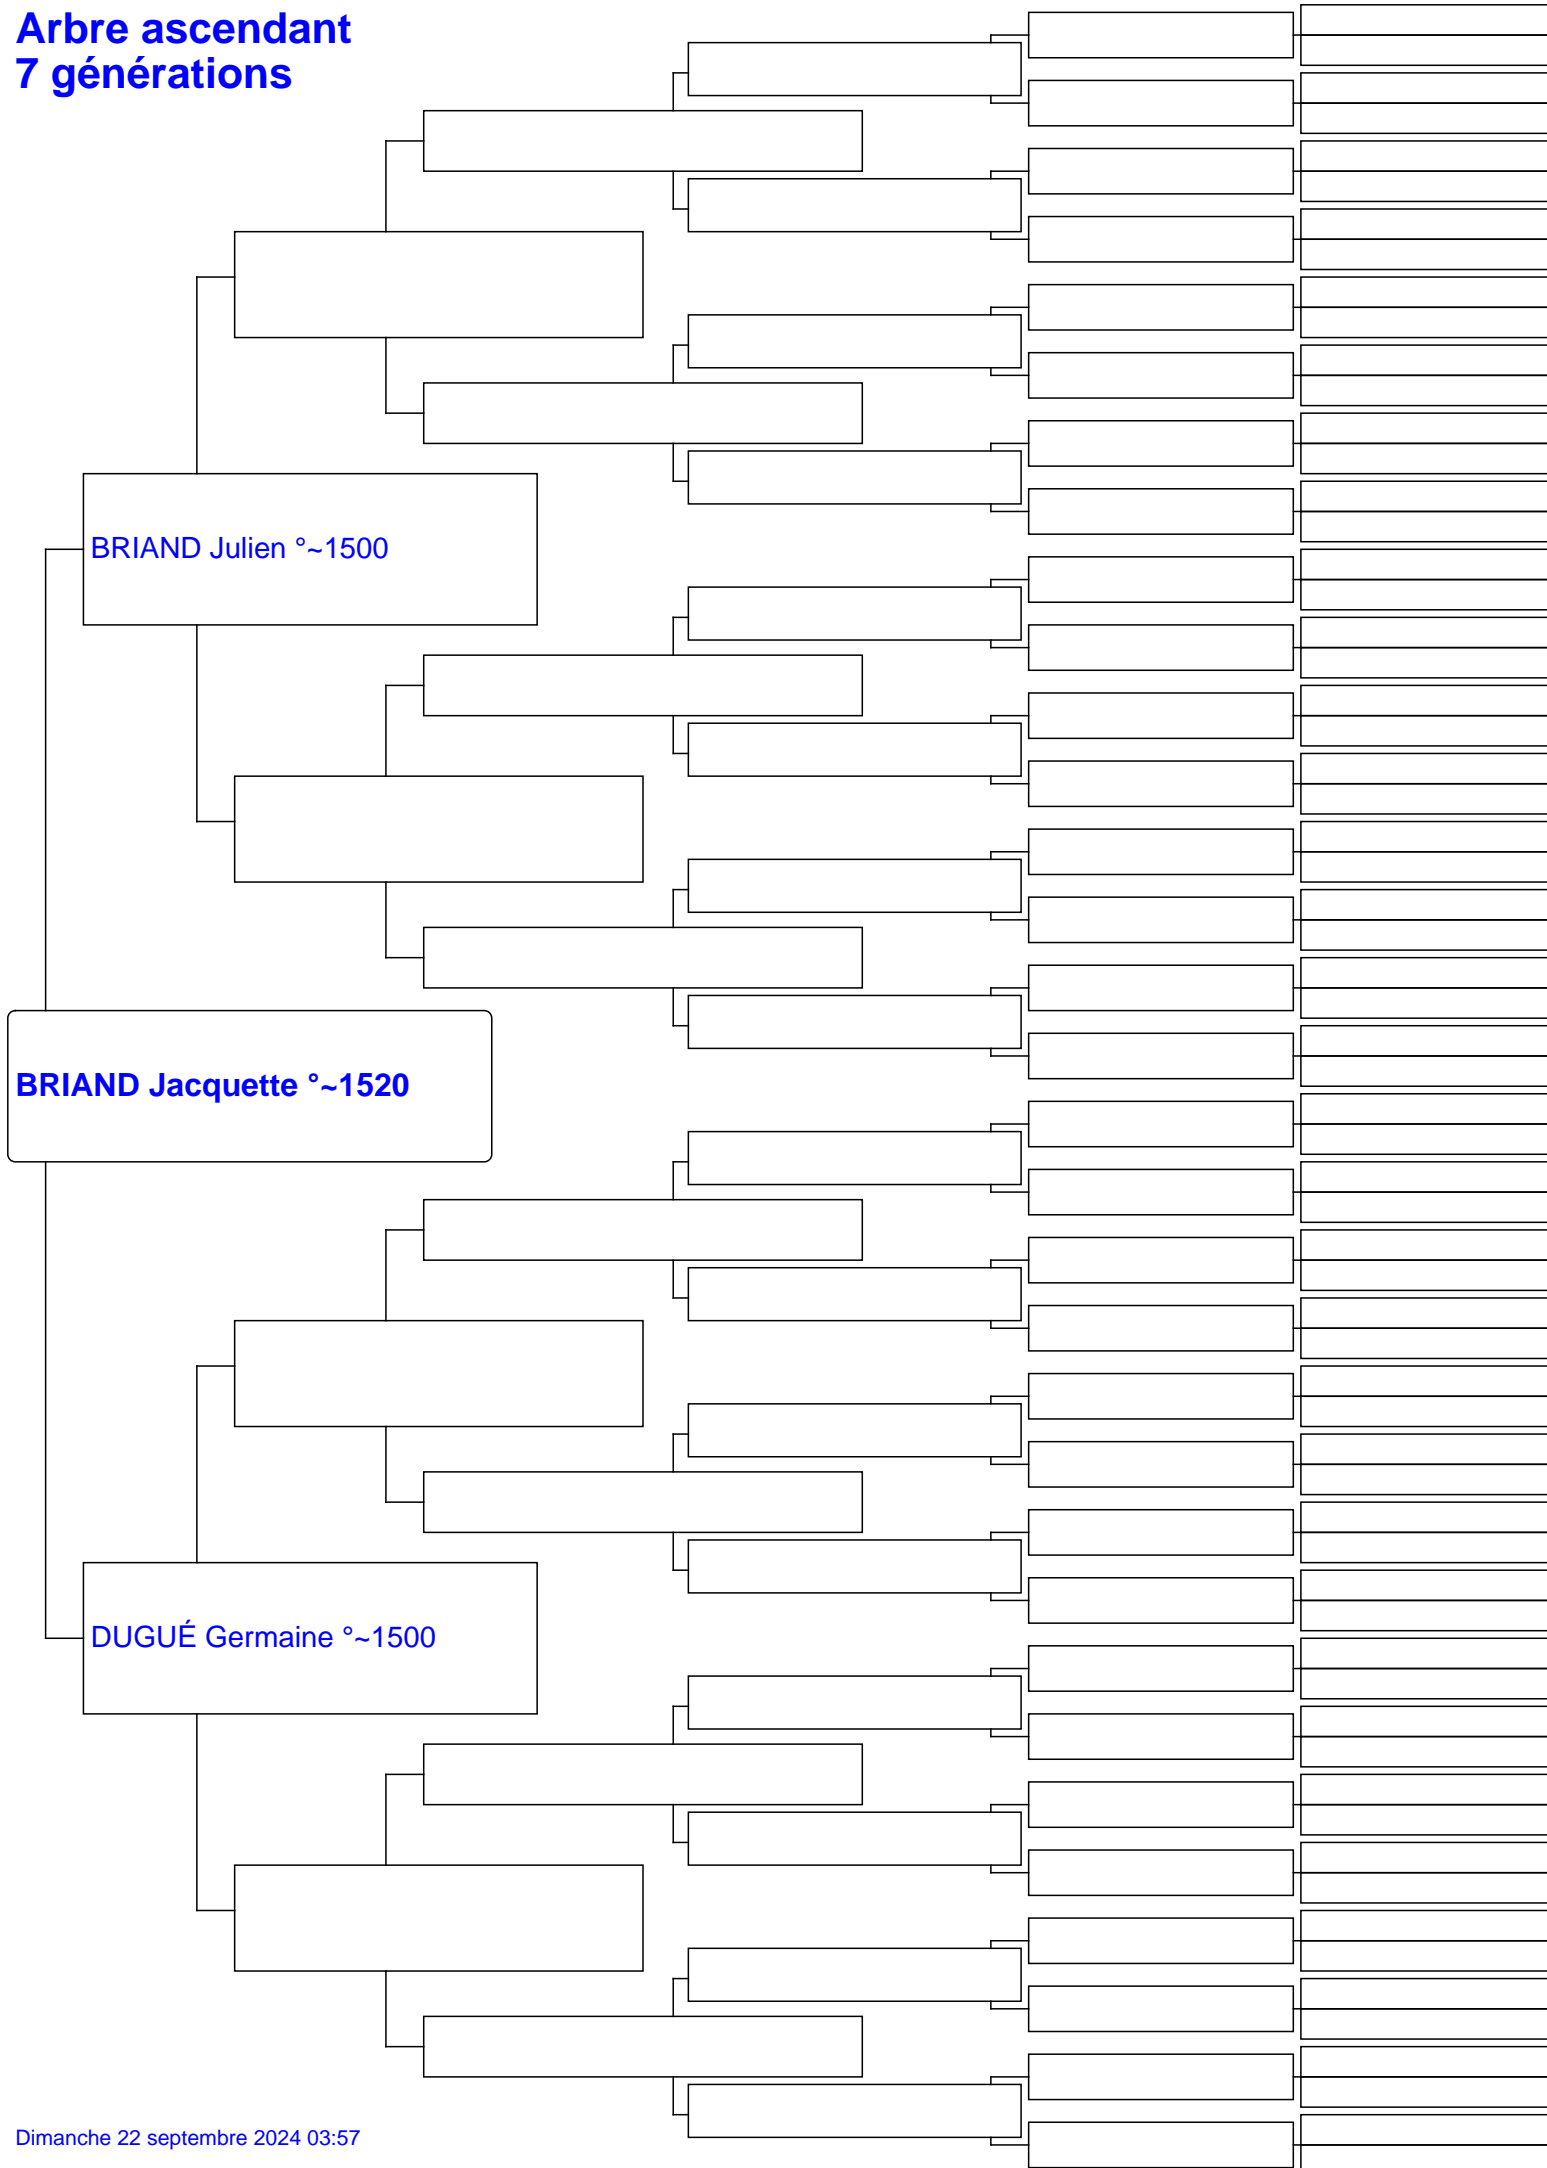 Arbre ascendant
7 générations
BRIAND Julien °~1500
BRIAND Jacquette °~1520
DUGUÉ Germaine °~1500
Dimanche 22 septembre 2024 03:57